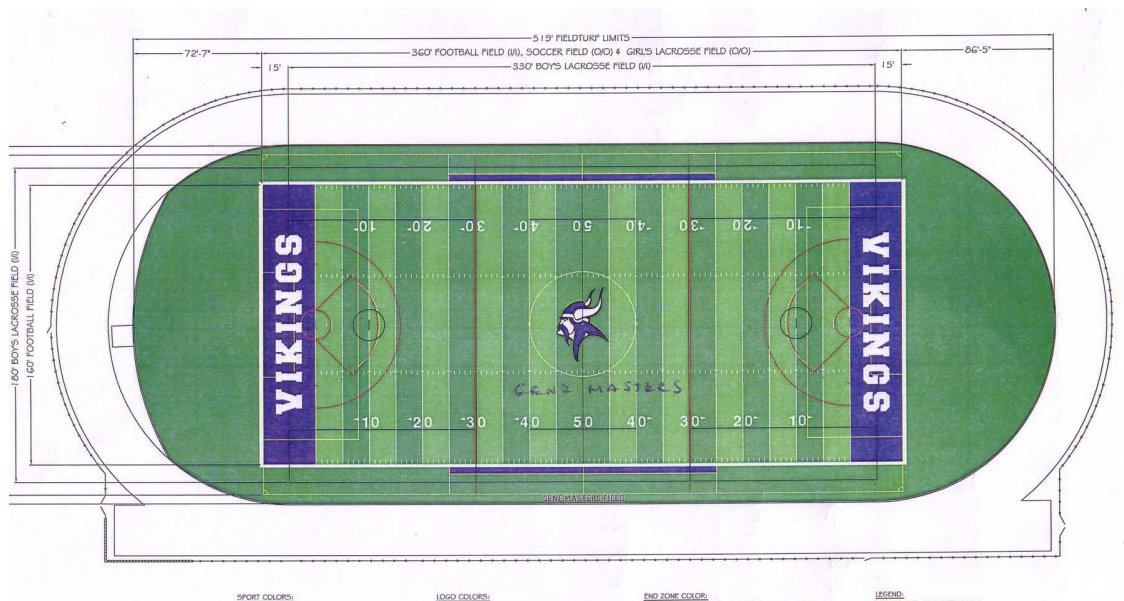 519' FIELDTURF LIMITS
72'-7"
360' FOOTBALL FIELD (I/I), SOCCER FIELD (O/O) & GIRL'S LACROSSE FIELD (O/O)
86'-5"
15'
330' BOY'S LACROSSE FIELD (I/I)
15'
180' BOY'S LACROSSE FIELD (I/I)
160' FOOTBALL FIELD (I/I)
10 20 30 40 50 40 30 20 10
VIKINGS
VIKINGS
GENE MASTERS
10 20 30 40 50 40 30 20 10
GENE MASTERS FIELD
SPORT COLORS: LOGO COLORS: END ZONE COLOR: LEGEND: